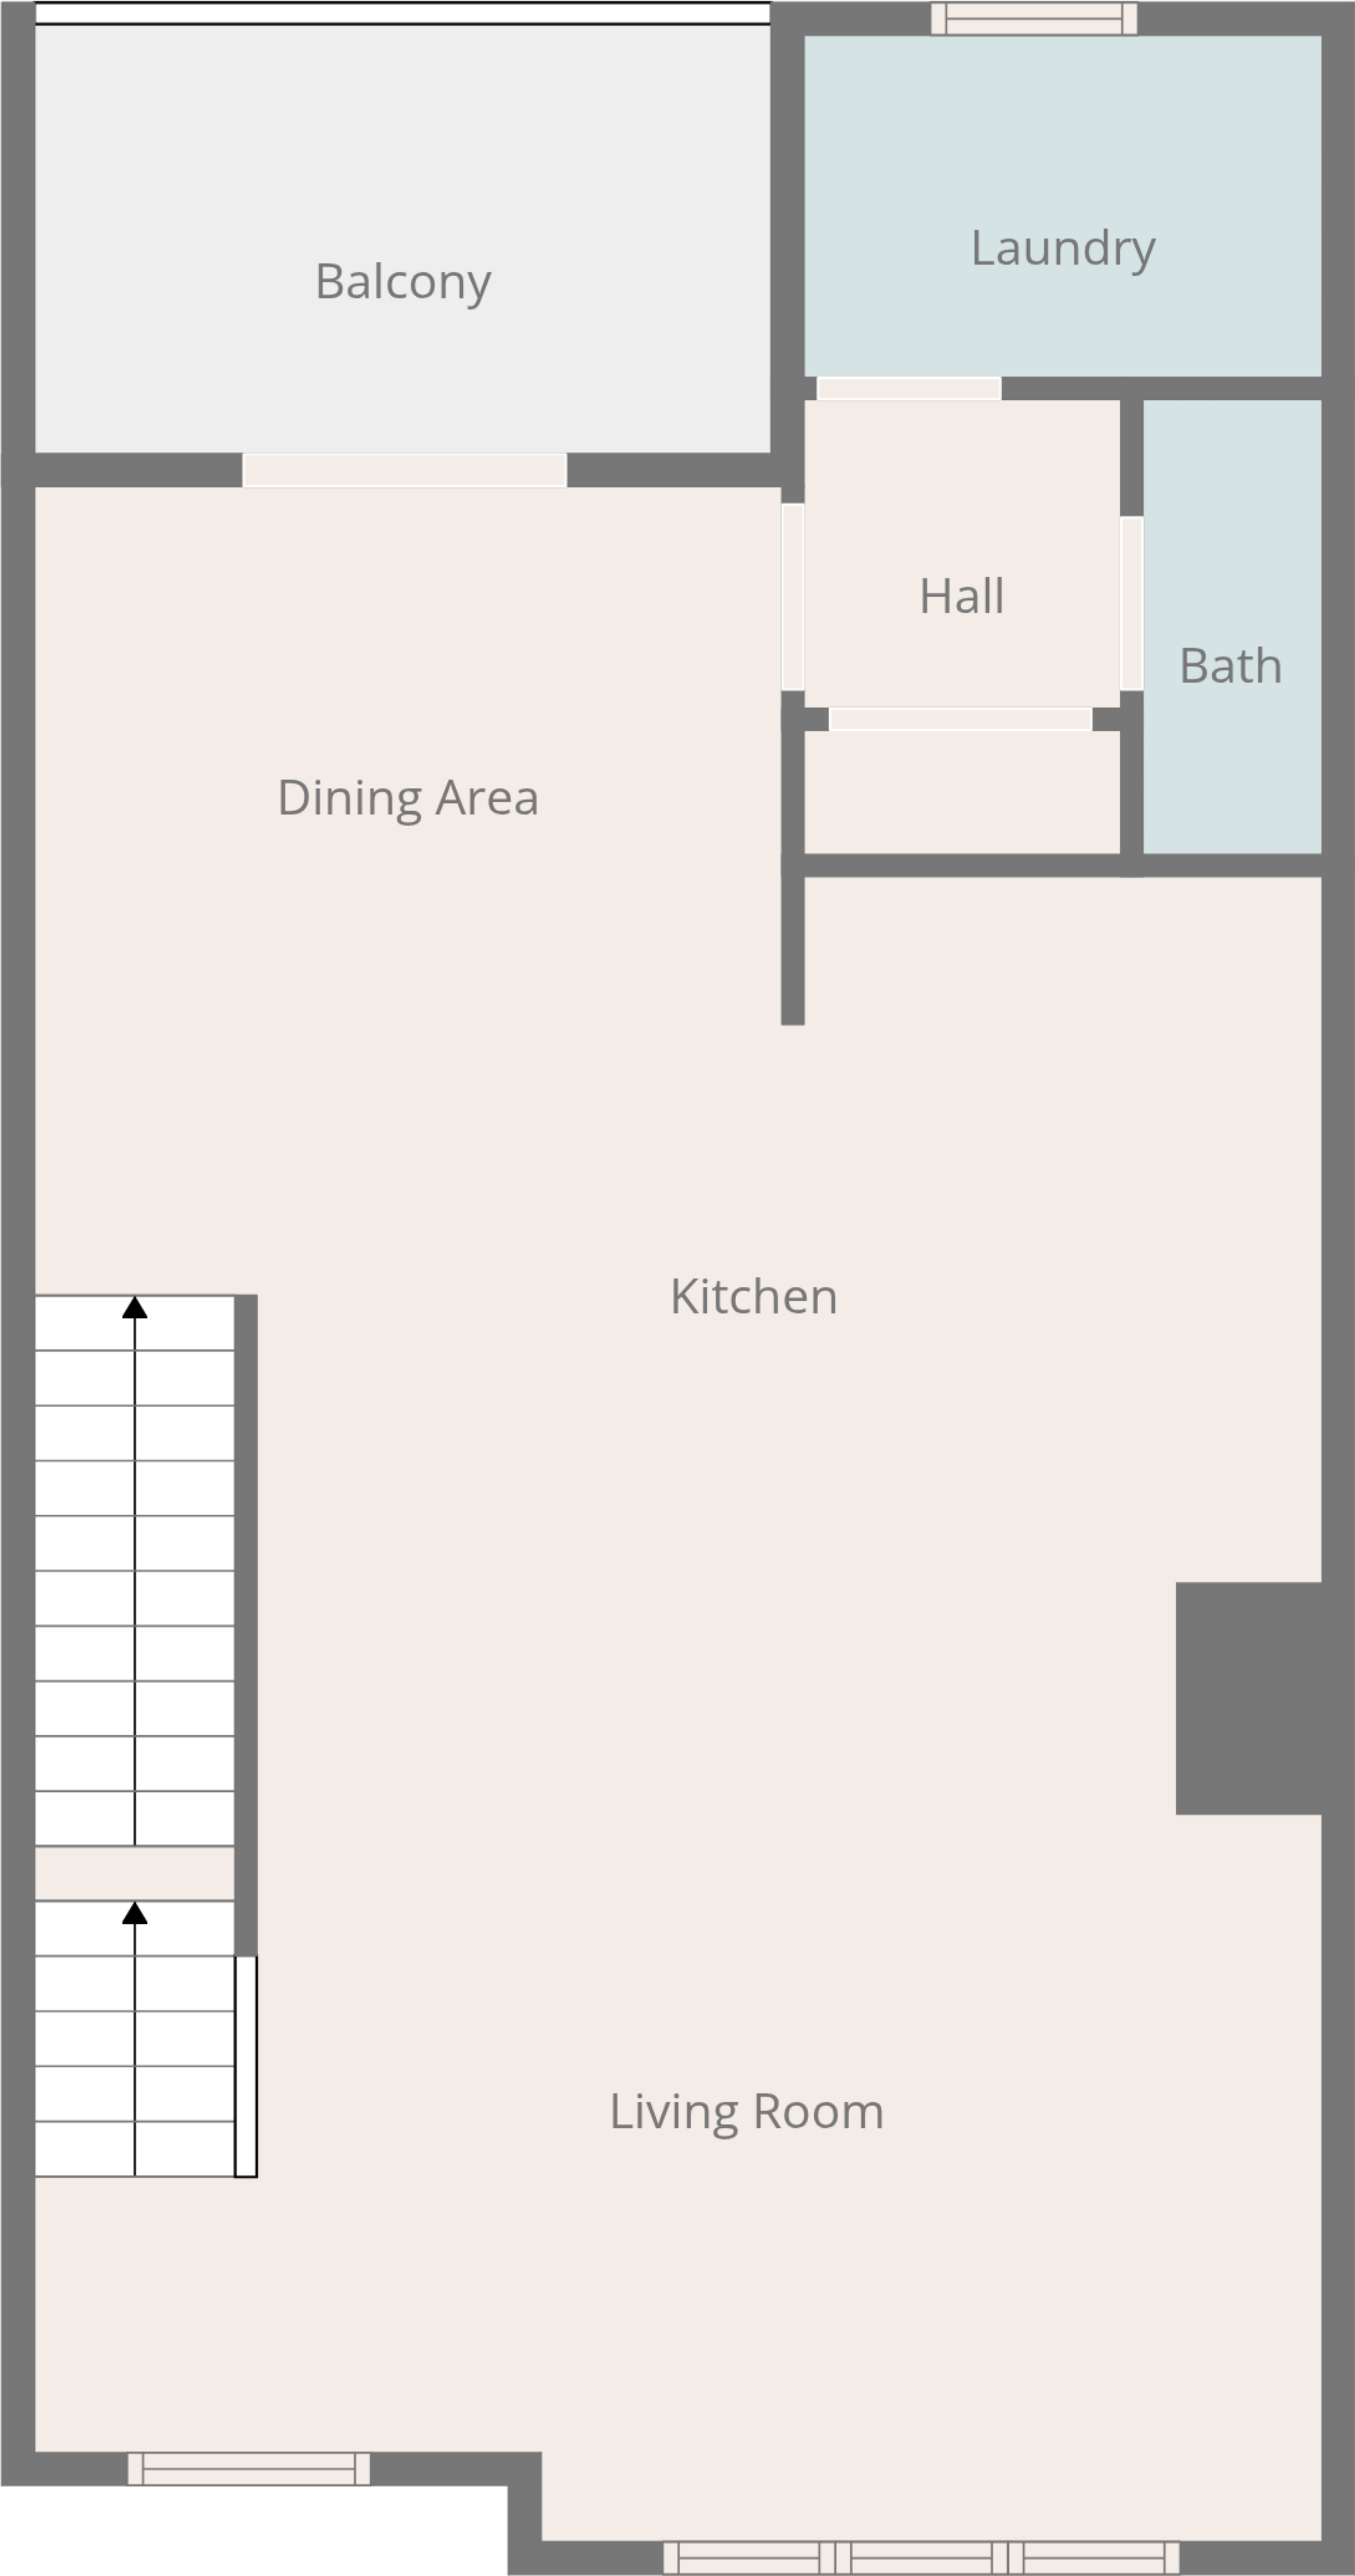 Laundry
Balcony
Hall
Bath
Dining Area
Kitchen
Living Room